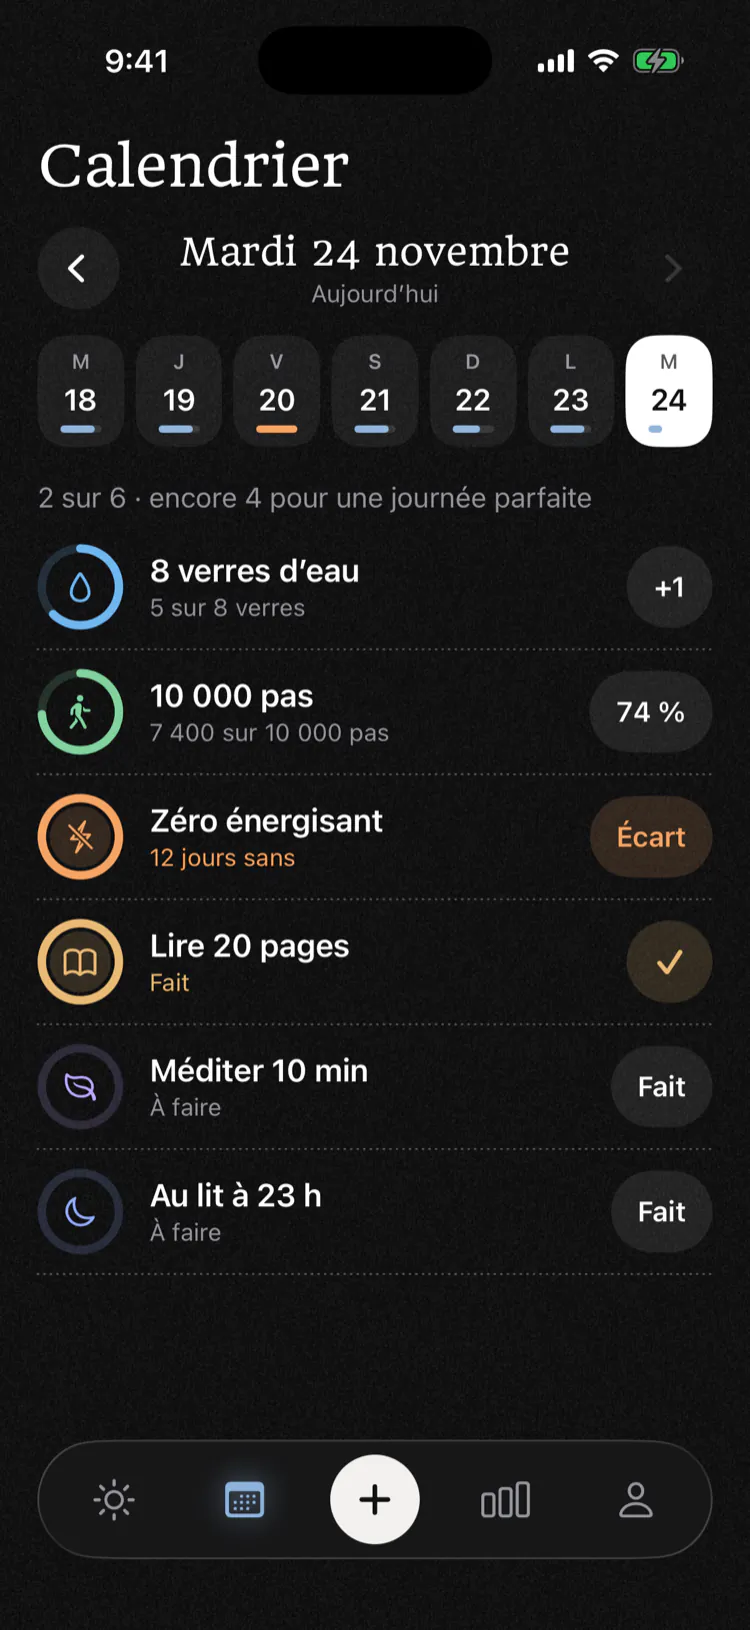 9:41
Calendrier
Mardi 24 novembre
Aujourd’hui
M J V S D L M
18 19 20 21 22 23 24
2 sur 6 · encore 4 pour une journée parfaite
8 verres d’eau
5 sur 8 verres
+1
10 000 pas
7 400 sur 10 000 pas
74 %
Zéro énergisant
12 jours sans
Écart
Lire 20 pages
Fait
Méditer 10 min
À faire
Fait
Au lit à 23 h
À faire
Fait